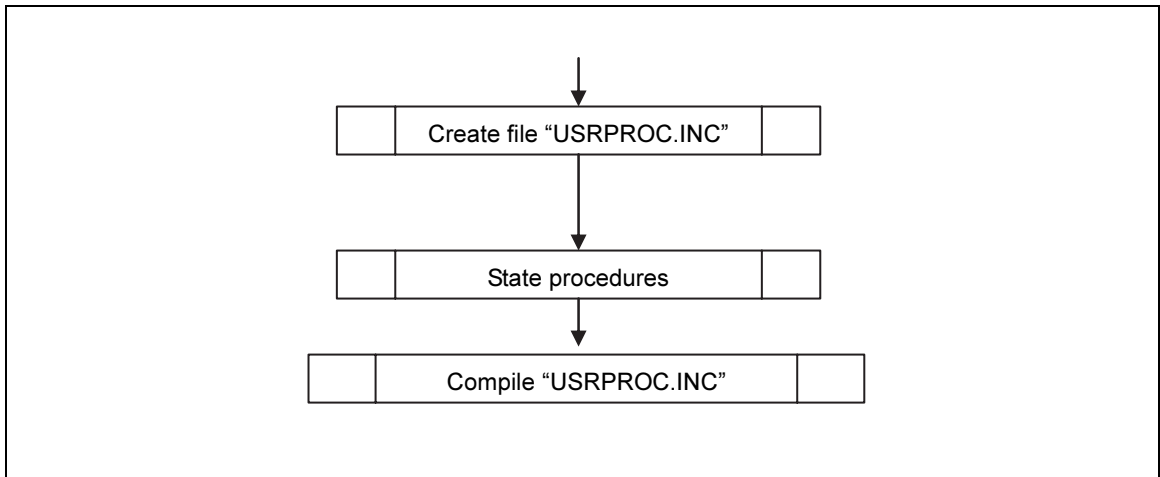 Create file “USRPROC.INC”
State procedures
Compile “USRPROC.INC”